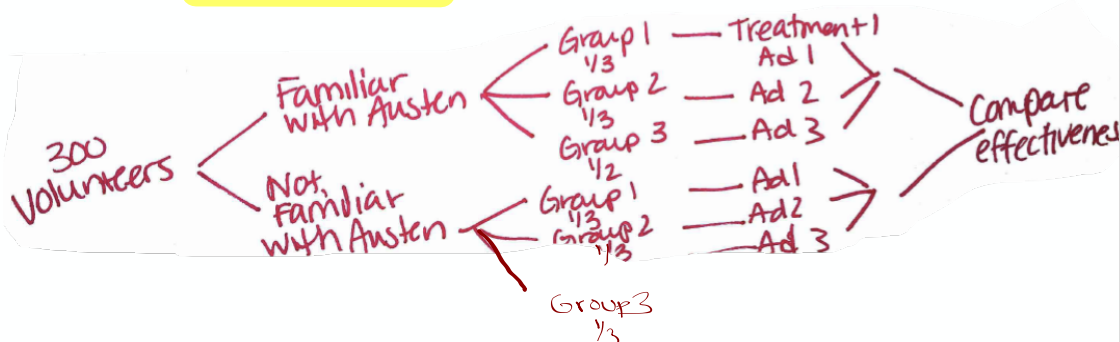 300
Volunteers
Familiar
with Austen
Group 1
1/3
Group 2
1/3
Group 3
1/2
Treatment 1
Ad 1
Ad 2
Ad 3
Not
Familiar
with Austen
Group 1
1/3
Group 2
1/3
Group 3
1/3
Ad 1
Ad 2
Ad 3
Compare
effectiveness